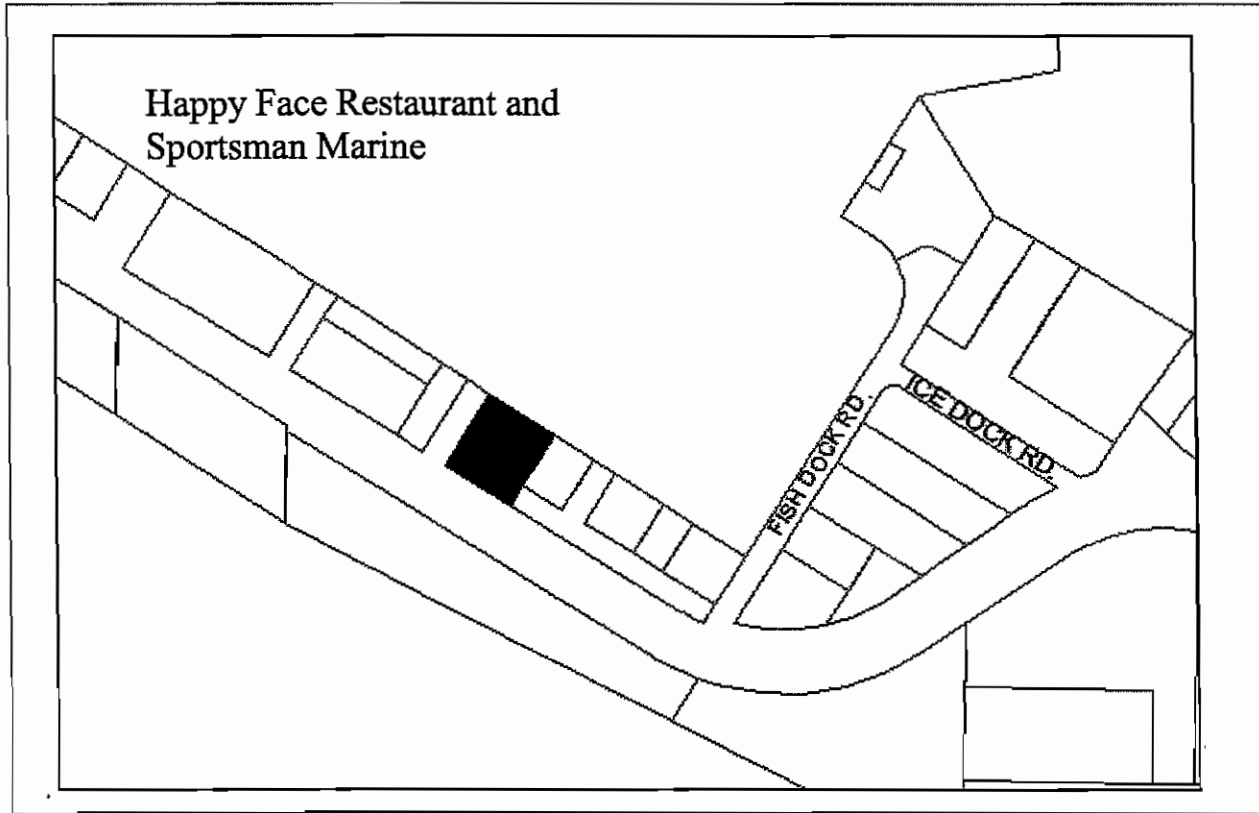 Happy Face Restaurant and
Sportsman Marine
ICE DOCK RD.
FISH DOCK RD.